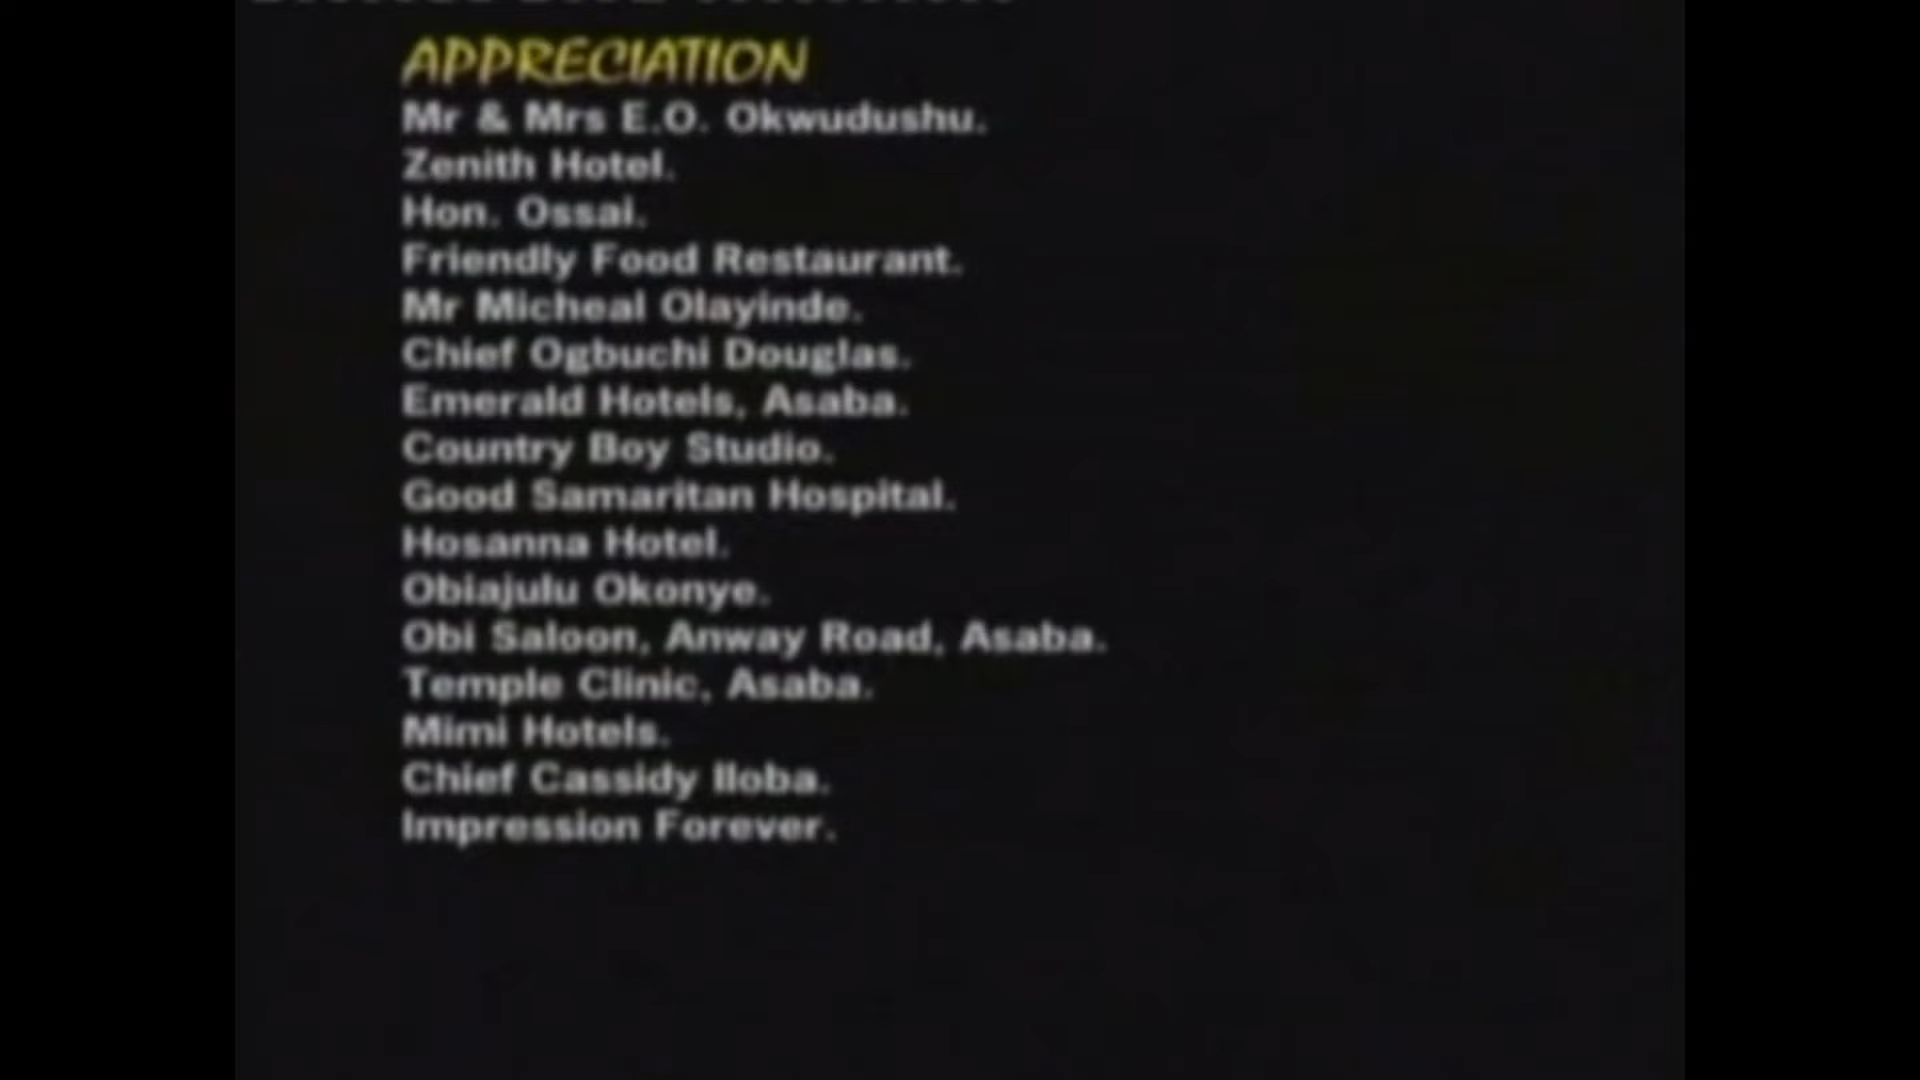 APPRECIATION
Mr & Mrs E.O. Okwudushu.
Zenith Hotel.
Hon. Ossai.
Friendly Food Restaurant.
Mr Micheal Olayinde.
Chief Ogbuchi Douglas.
Emerald Hotels, Asaba.
Country Boy Studio.
Good Samaritan Hospital.
Hosanna Hotel.
Obiajulu Okonye.
Obi Saloon, Anway Road, Asaba.
Temple Clinic, Asaba.
Mimi Hotels.
Chief Cassidy Iloba.
Impression Forever.